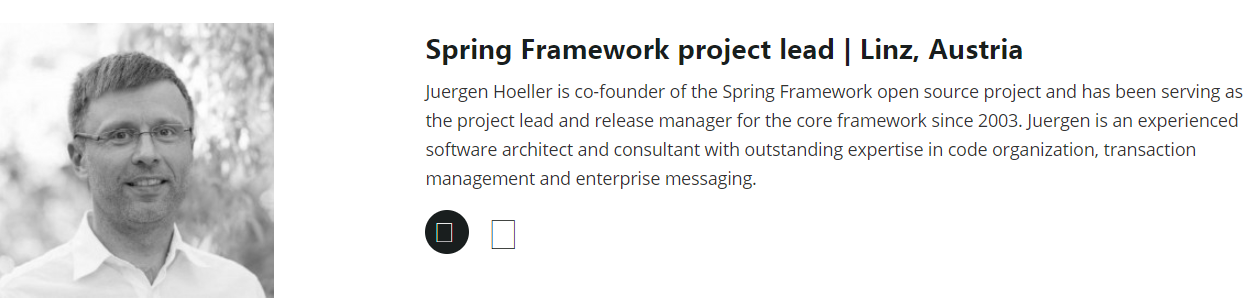 Spring Framework project lead | Linz, Austria
Juergen Hoeller is co-founder of the Spring Framework open source project and has been serving as
the project lead and release manager for the core framework since 2003. Juergen is an experienced
software architect and consultant with outstanding expertise in code organization, transaction
management and enterprise messaging.